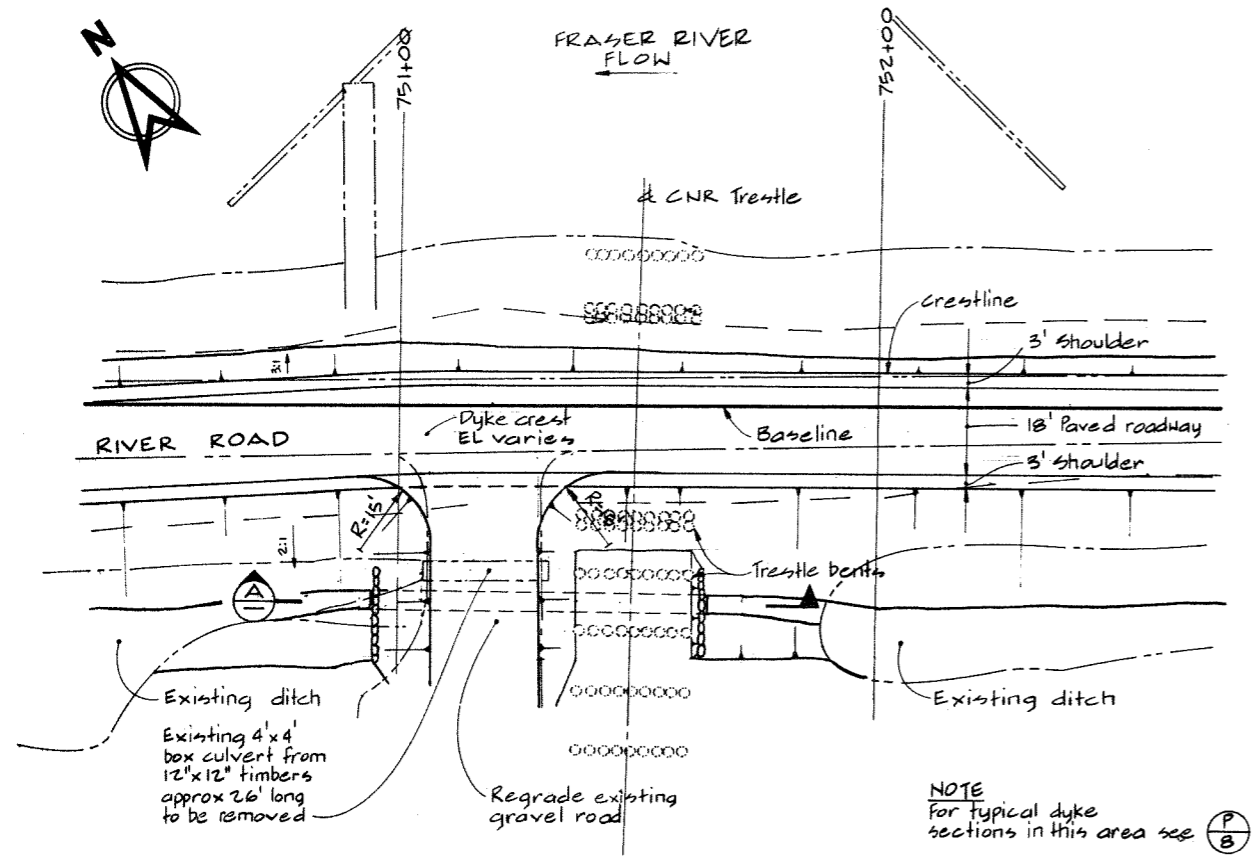 N
FRASER RIVER
FLOW
751+00
752+00
CNR Trestle
Crestline
3' Shoulder
3:1
Dyke crest
EL varies
Baseline
18' Paved roadway
RIVER ROAD
3' Shoulder
R=15'
2:1
Trestle bents
A
Existing ditch
Existing ditch
Existing 4'x4'
box culvert from
12"x12" timbers
approx 26' long
to be removed
Regrade existing
gravel road
NOTE
For typical dyke
sections in this area see
P
8